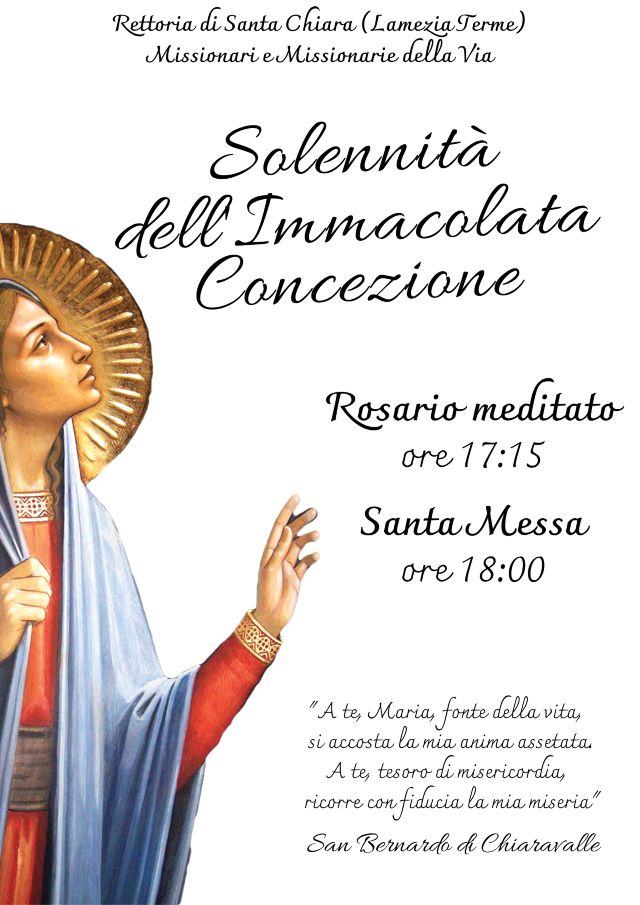 Rettoria di Santa Chiara (Lamezia Terme)
Missionari e Missionarie della Via
Solennità
dell'Immacolata
Concezione
Rosario meditato
ore 17:15
Santa Messa
ore 18:00
"A te, Maria, fonte della vita,
si accosta la mia anima assetata.
A te, tesoro di misericordia,
ricorre con fiducia la mia miseria"
San Bernardo di Chiaravalle